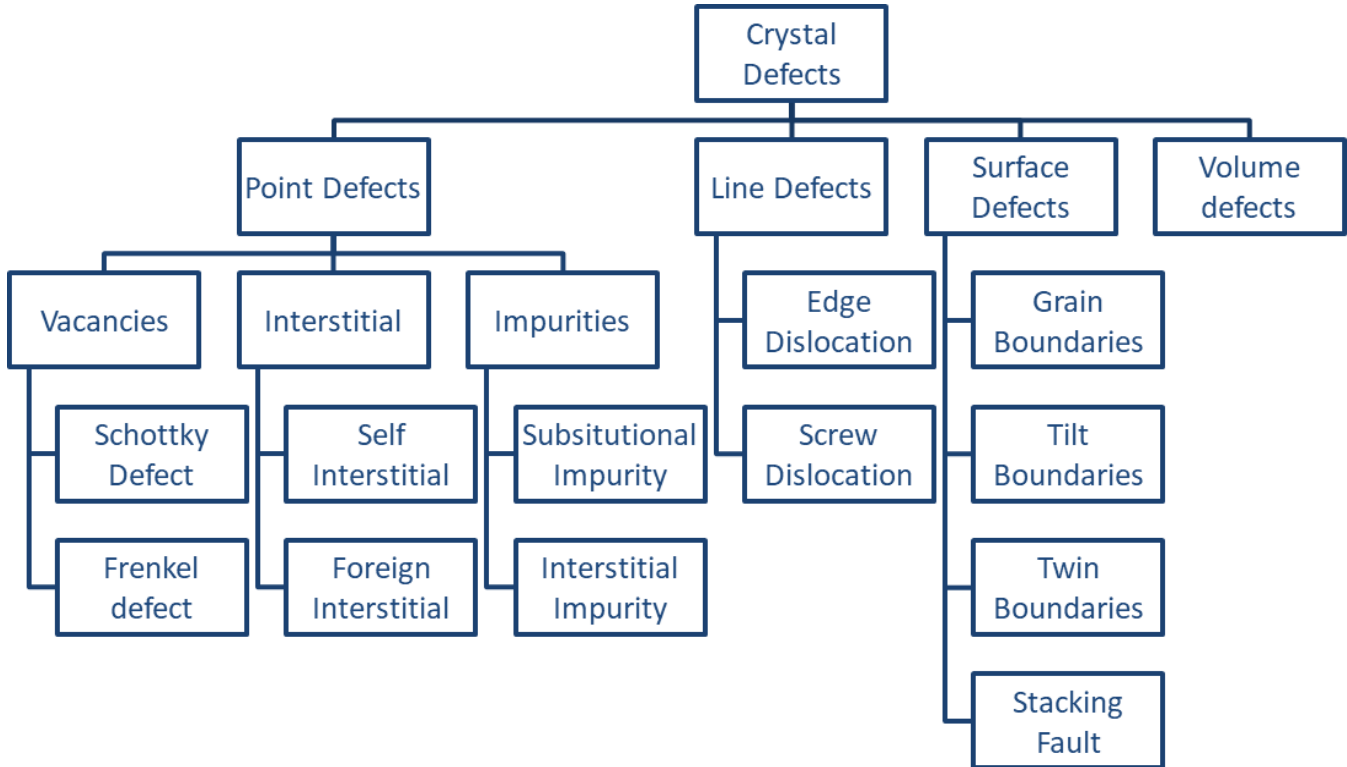 Crystal
Defects
Point Defects
Line Defects
Surface
Defects
Volume
defects
Vacancies
Interstitial
Impurities
Edge
Dislocation
Grain
Boundaries
Schottky
Defect
Self
Interstitial
Subsitutional
Impurity
Screw
Dislocation
Tilt
Boundaries
Frenkel
defect
Foreign
Interstitial
Interstitial
Impurity
Twin
Boundaries
Stacking
Fault